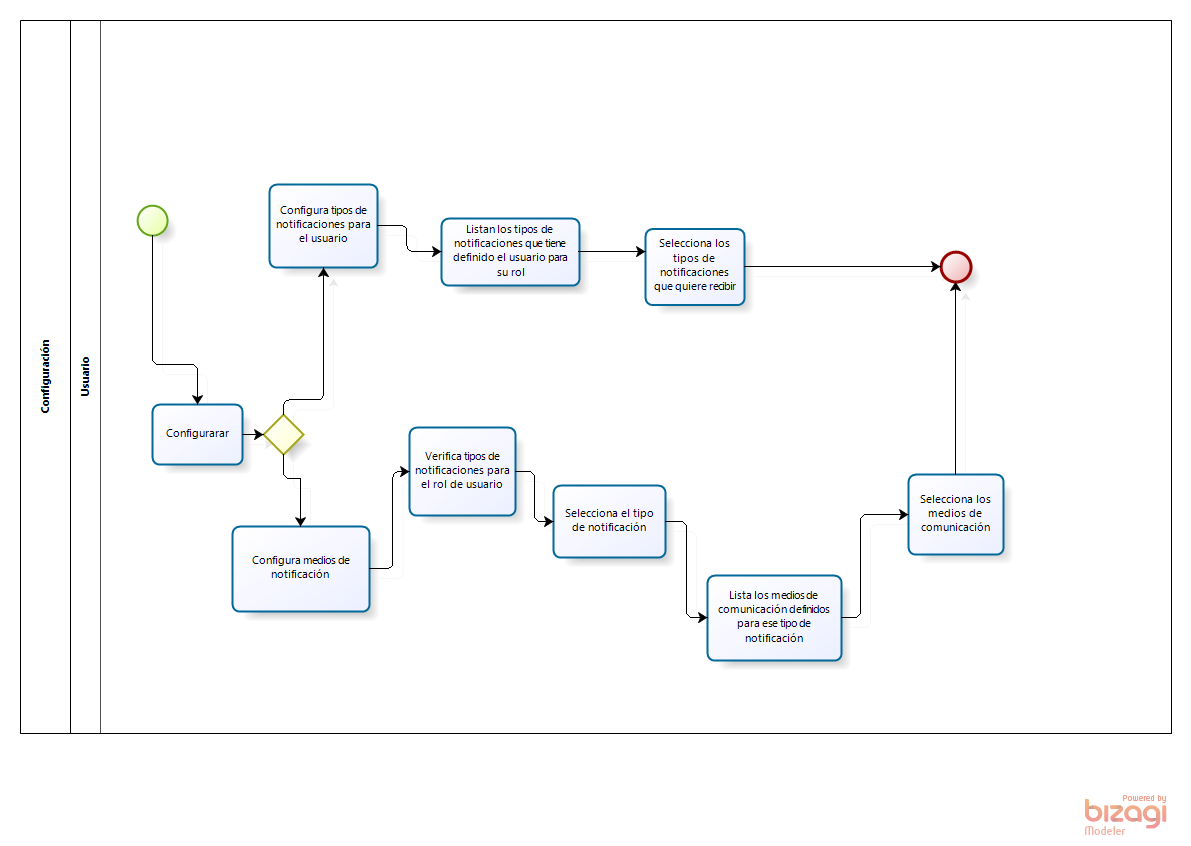 Configuración
Usuario
Configura tipos de
notificaciones para
el usuario
Listan los tipos de
notificaciones que tiene
definido el usuario para
su rol
Selecciona los
tipos de
notificaciones
que quiere recibir
Configurarar
Verifica tipos de
notificaciones para
el rol de usuario
Selecciona el tipo
de notificación
Selecciona los
medios de
comunicación
Configura medios de
notificación
Lista los medios de
comunicación definidos
para ese tipo de
notificación
Powered by
bizagi
Modeler